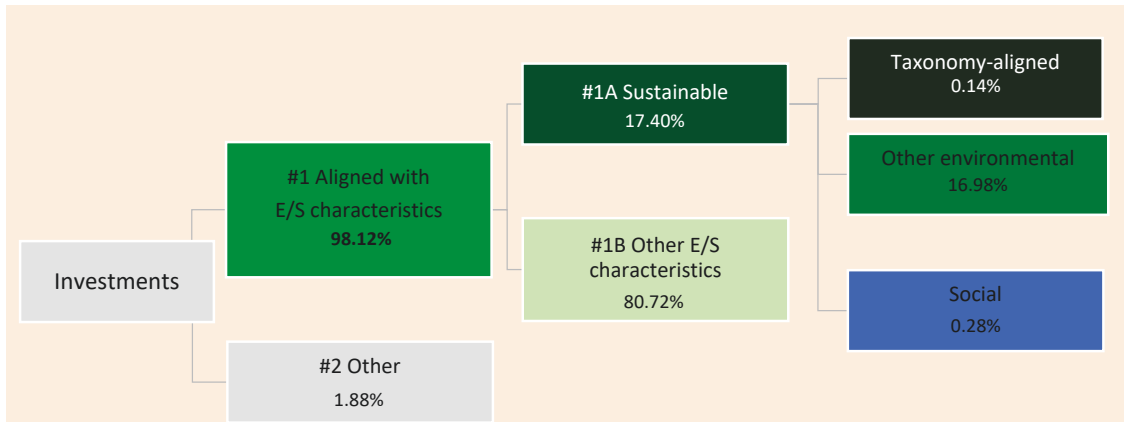 Investments
#1 Aligned with
E/S characteristics
98.12%
#2 Other
1.88%
#1A Sustainable
17.40%
#1B Other E/S
characteristics
80.72%
Taxonomy-aligned
0.14%
Other environmental
16.98%
Social
0.28%